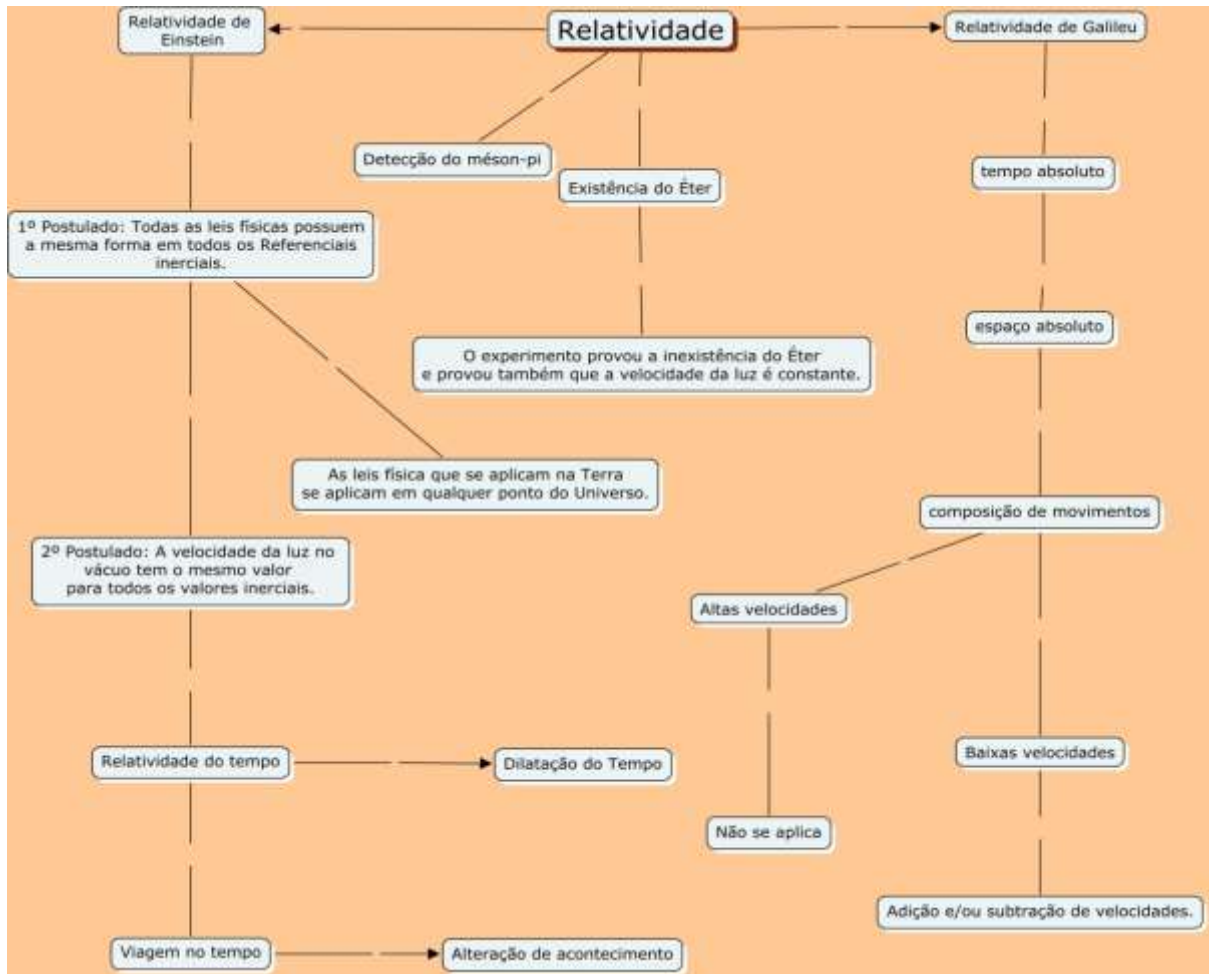 Relatividade de
Einstein
Relatividade
Relatividade de Galileu
Detecção do méson-pi
Existência do Éter
tempo absoluto
1º Postulado: Todas as leis físicas possuem
a mesma forma em todos os Referenciais
inerciais.
espaço absoluto
O experimento provou a inexistência do Éter
e provou também que a velocidade da luz é constante.
As leis física que se aplicam na Terra
se aplicam em qualquer ponto do Universo.
composição de movimentos
2º Postulado: A velocidade da luz no
vácuo tem o mesmo valor
para todos os valores inerciais.
Altas velocidades
Relatividade do tempo
Dilatação do Tempo
Baixas velocidades
Não se aplica
Adição e/ou subtração de velocidades.
Viagem no tempo
Alteração de acontecimento